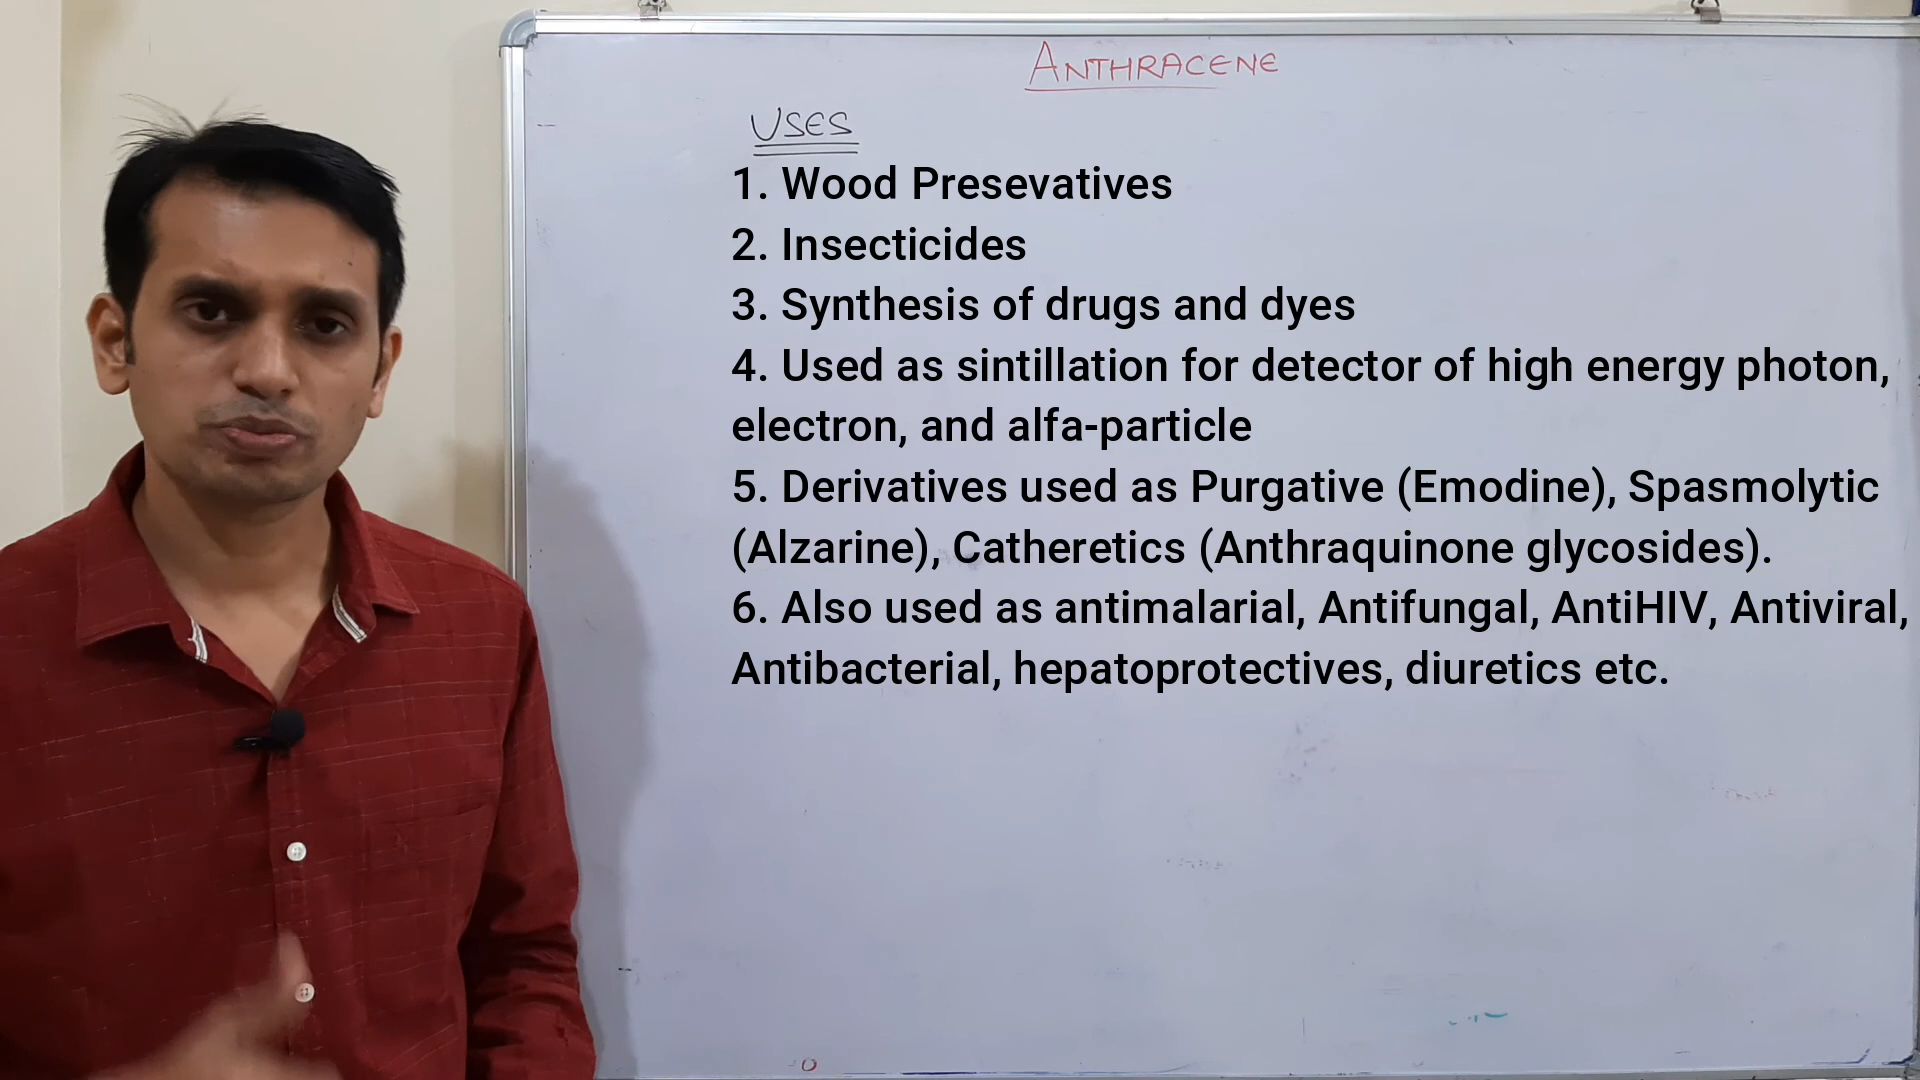 ANTHRACENE
USES
1. Wood Presevatives
2. Insecticides
3. Synthesis of drugs and dyes
4. Used as sintillation for detector of high energy photon,
electron, and alfa-particle
5. Derivatives used as Purgative (Emodine), Spasmolytic
(Alzarine), Catheretics (Anthraquinone glycosides).
6. Also used as antimalarial, Antifungal, AntiHIV, Antiviral,
Antibacterial, hepatoprotectives, diuretics etc.